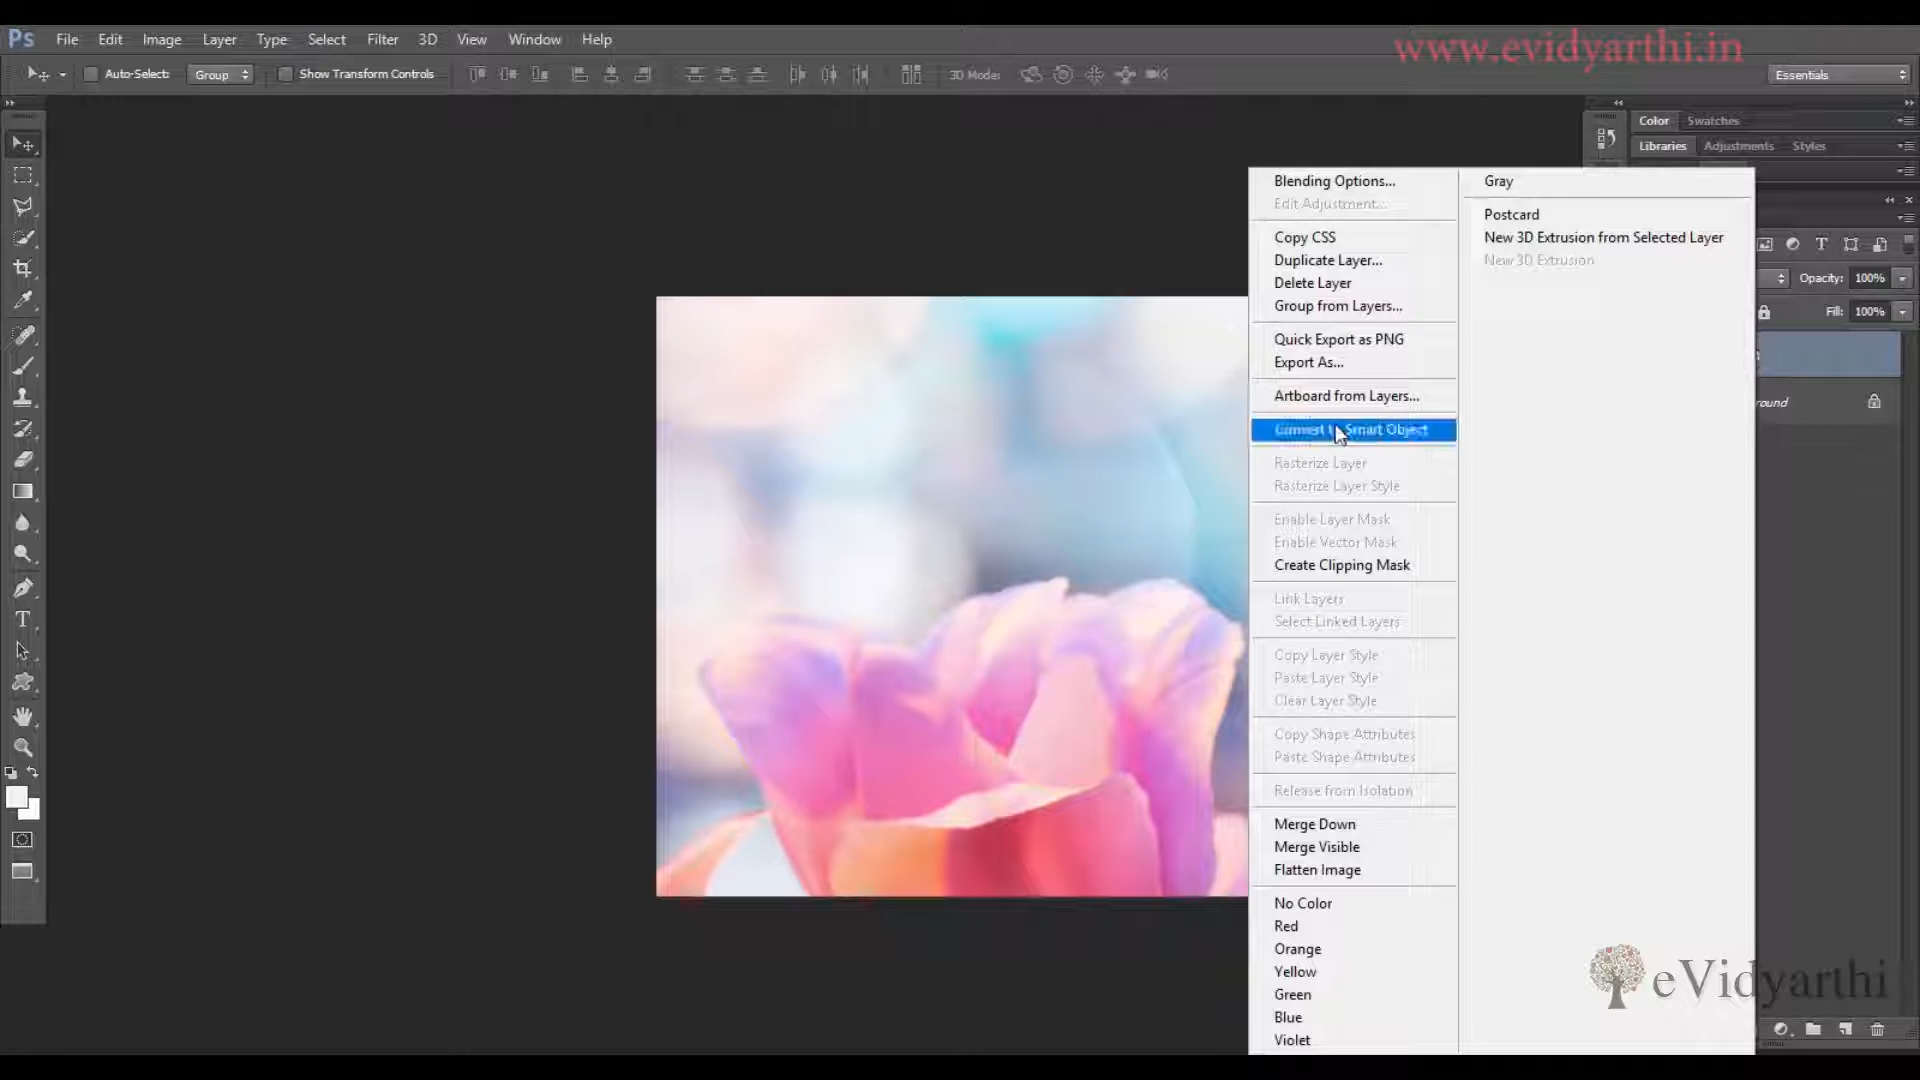 www.evidyarthi.in
Ps File Edit Image Layer Type Select Filter 3D View Window Help
Auto-Select: Group Show Transform Controls 3D Mode: Essentials
Color Swatches
Libraries Adjustments Styles
Blending Options...
Edit Adjustment...
Copy CSS
Duplicate Layer...
Delete Layer
Group from Layers...
Quick Export as PNG
Export As...
Artboard from Layers...
Convert to Smart Object
Rasterize Layer
Rasterize Layer Style
Enable Layer Mask
Enable Vector Mask
Create Clipping Mask
Link Layers
Select Linked Layers
Copy Layer Style
Paste Layer Style
Clear Layer Style
Copy Shape Attributes
Paste Shape Attributes
Release from Isolation
Merge Down
Merge Visible
Flatten Image
No Color
Red
Orange
Yellow
Green
Blue
Violet
Gray
Postcard
New 3D Extrusion from Selected Layer
New 3D Extrusion
Opacity: 100%
Fill: 100%
round
eVidyarthi